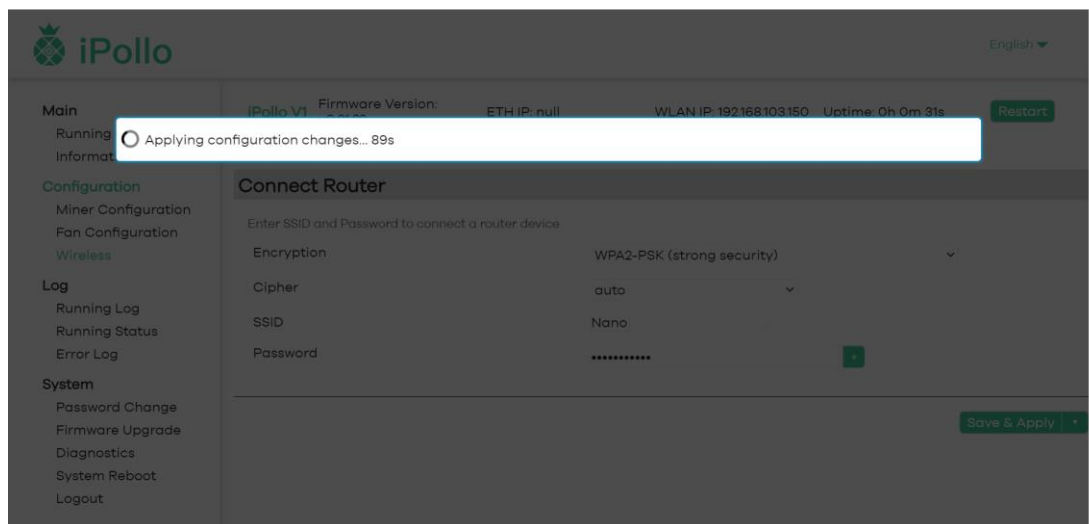 iPollo
English
Main
iPollo V1 Firmware Version: ETH IP: null WLAN IP: 192.168.103.150 Uptime: 0h 0m 31s Restart
Running
Applying configuration changes... 89s
Informat
Configuration
Connect Router
Miner Configuration
Enter SSID and Password to connect a router device
Fan Configuration
Encryption WPA2-PSK (strong security)
Wireless
Cipher auto
Log
Running Log
SSID Nano
Running Status
Error Log
Password •••••••••••
System
Password Change
Firmware Upgrade
Save & Apply
Diagnostics
System Reboot
Logout